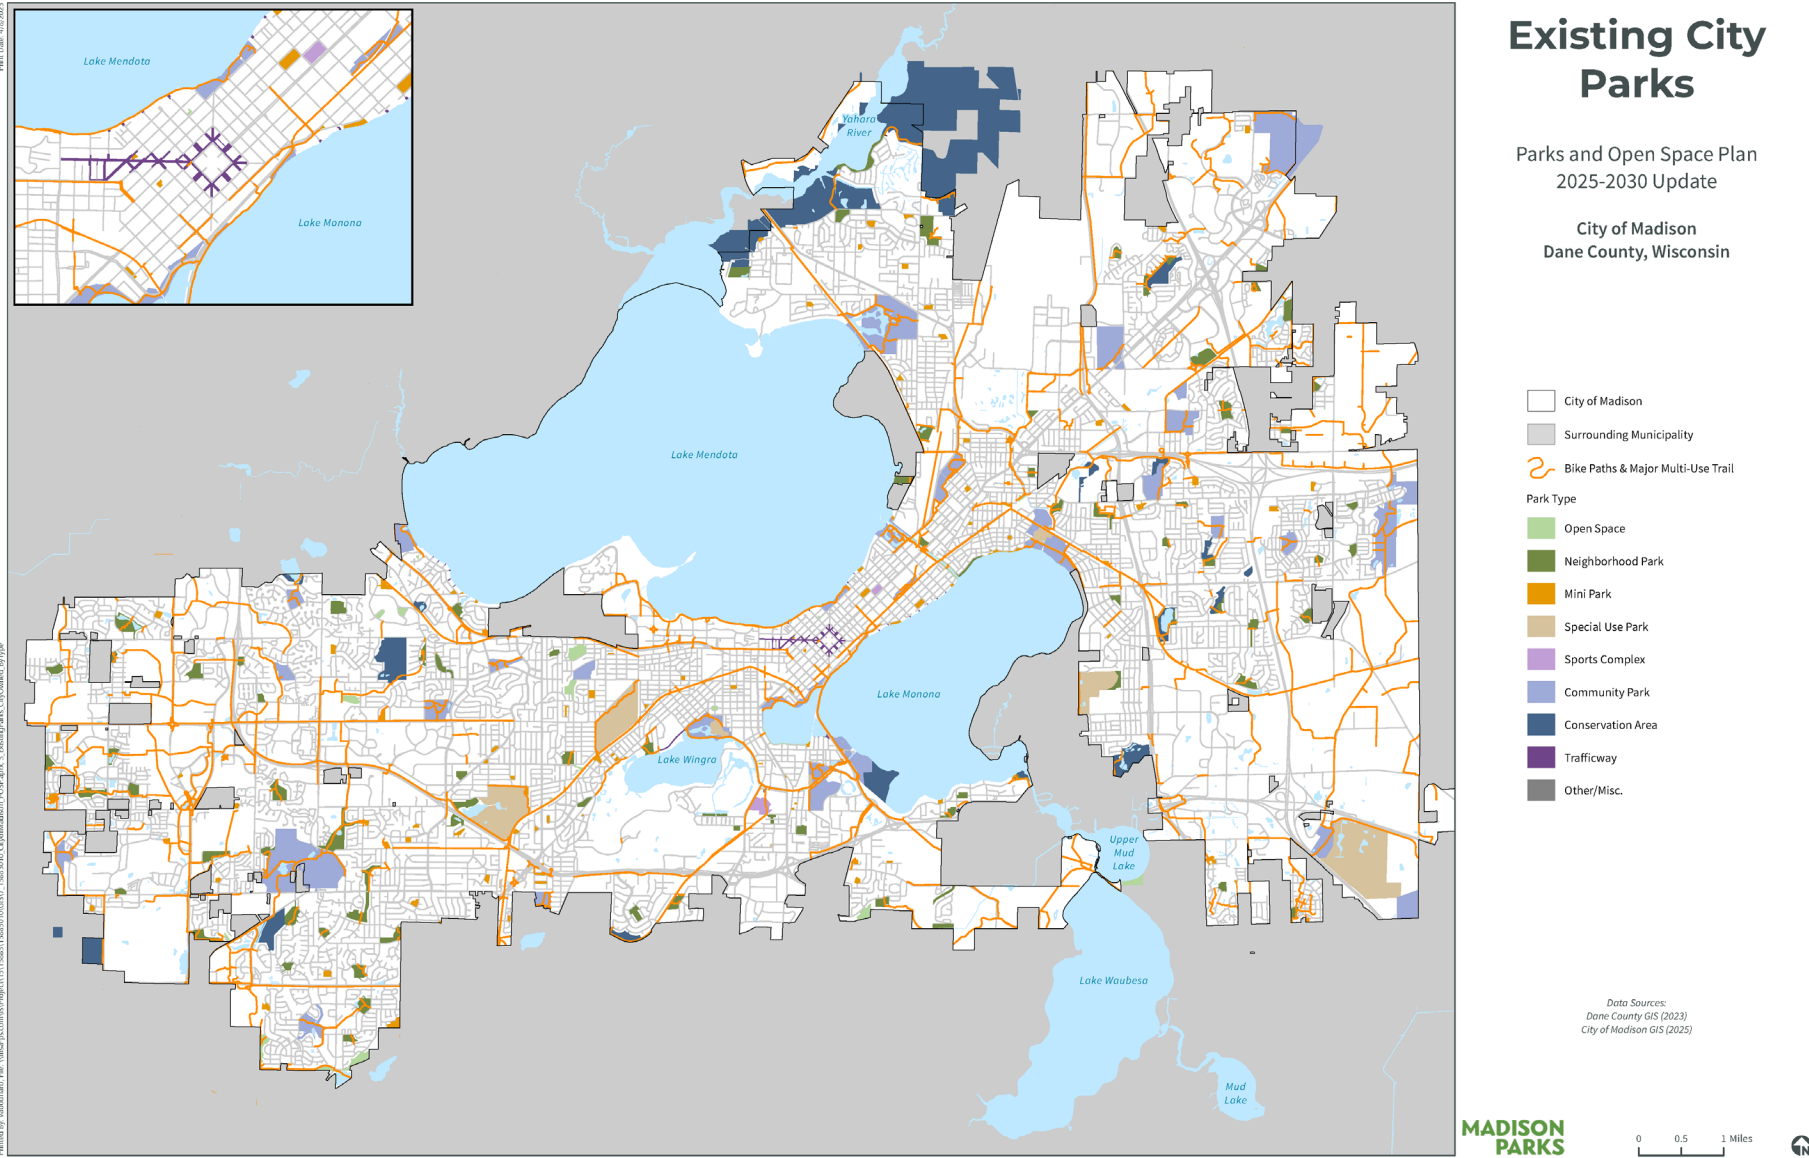 Existing City
Parks
Parks and Open Space Plan
2025-2030 Update
City of Madison
Dane County, Wisconsin
City of Madison
Surrounding Municipality
Bike Paths & Major Multi-Use Trail
Park Type
Open Space
Neighborhood Park
Mini Park
Special Use Park
Sports Complex
Community Park
Conservation Area
Trafficway
Other/Misc.
Data Sources:
Dane County GIS (2023)
City of Madison GIS (2025)
MADISON
PARKS
0 0.5 1 Miles
N
Lake Mendota
Lake Monona
Yahara
River
Lake Mendota
Lake Monona
Lake Wingra
Upper
Mud
Lake
Lake Waubesa
Mud
Lake